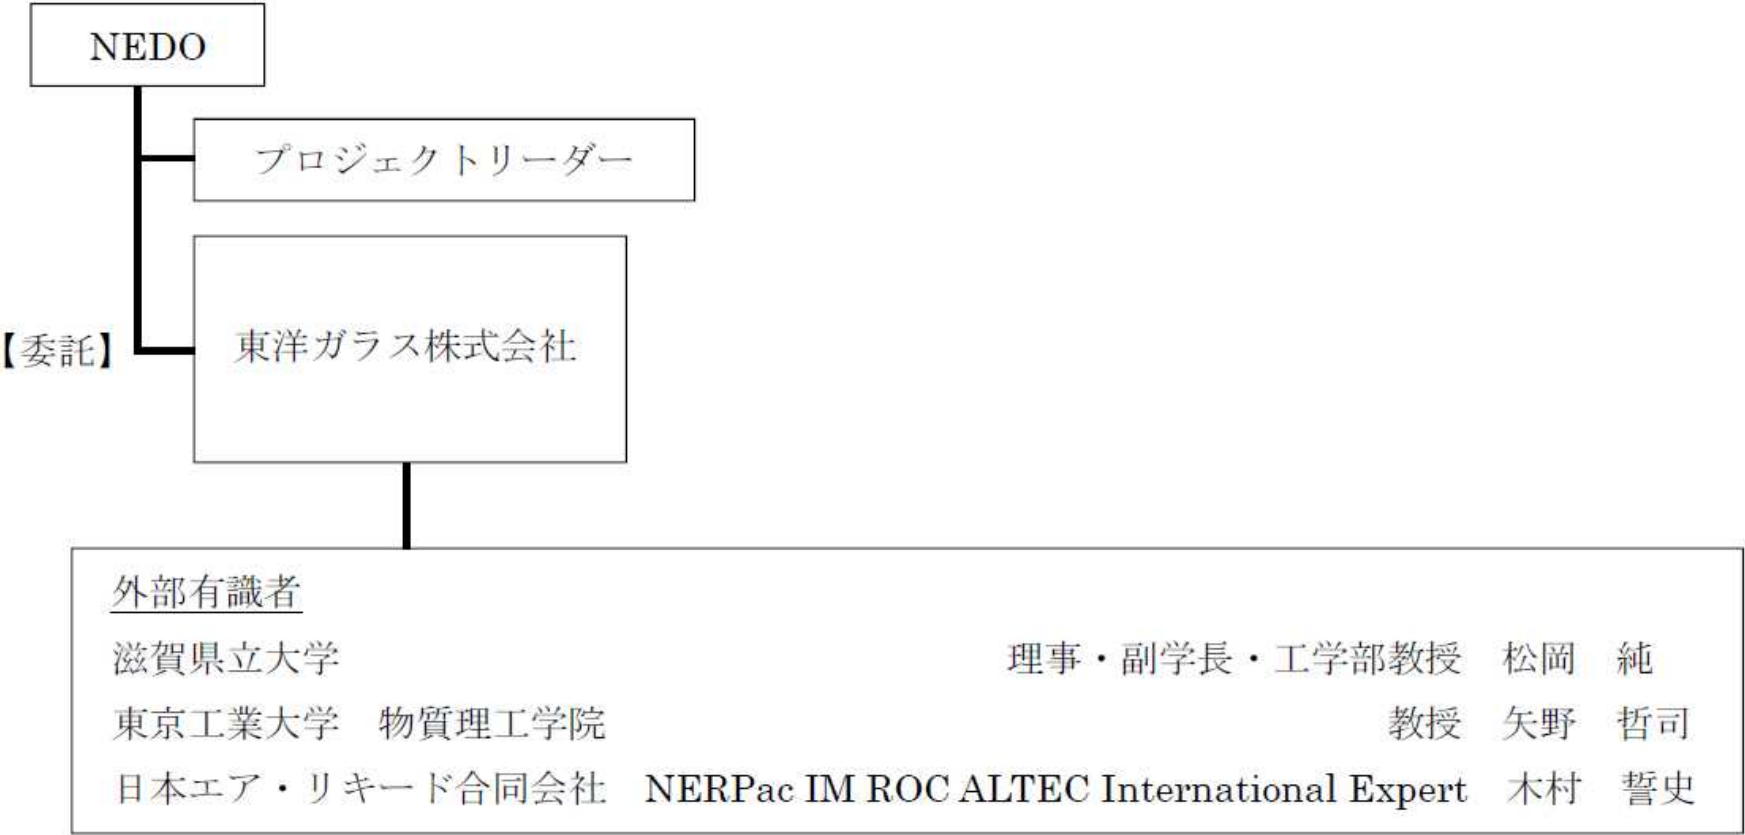 NEDO
プロジェクトリーダー
【委託】
東洋ガラス株式会社
外部有識者
滋賀県立大学　理事・副学長・工学部教授　松岡　純
東京工業大学　物質理工学院　教授　矢野　哲司
日本エア・リキード合同会社　NERPac IM ROC ALTEC International Expert　木村　誓史